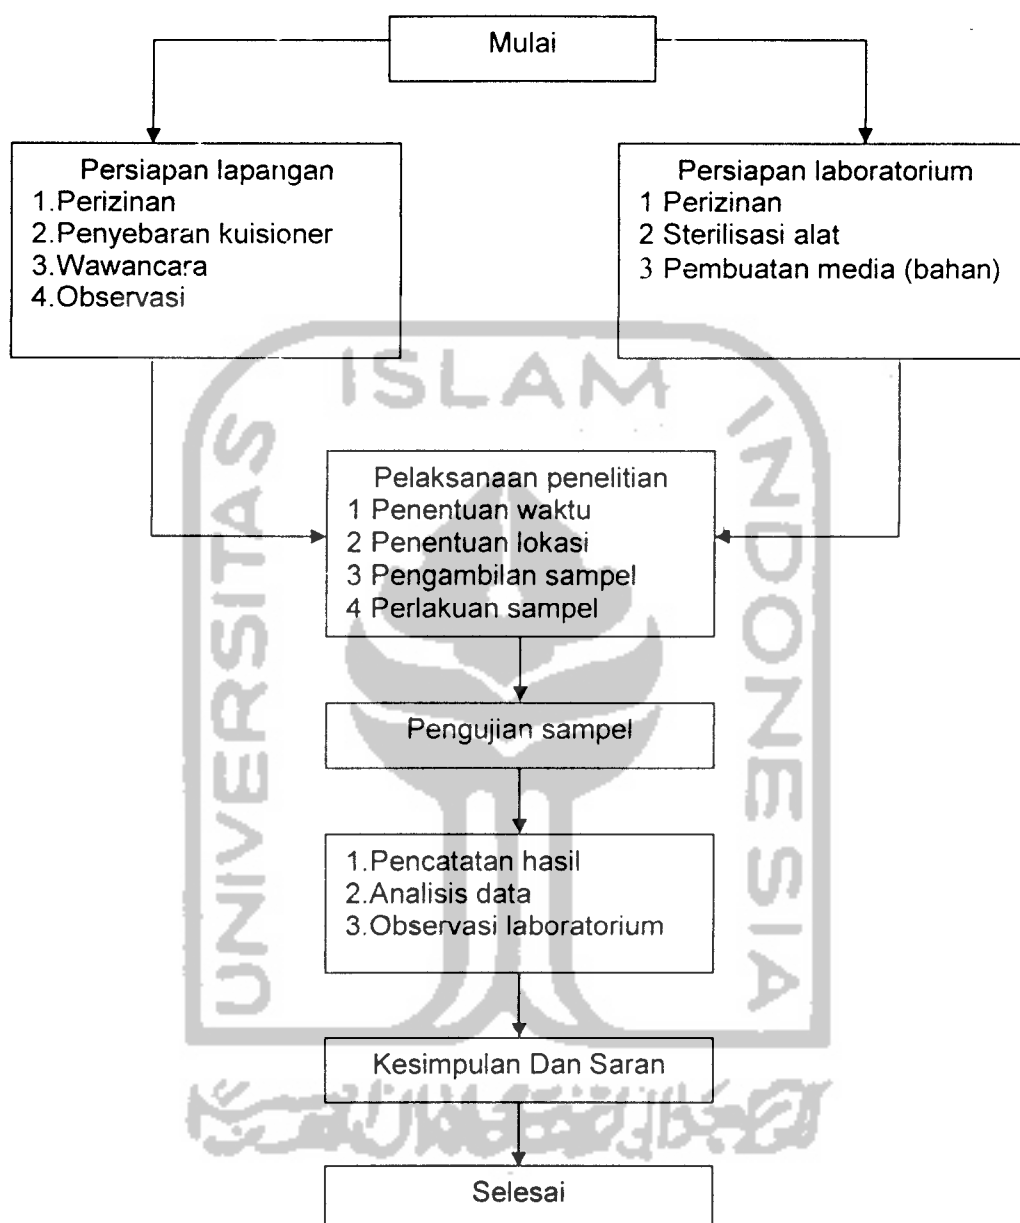 Mulai
Persiapan lapangan
1.Perizinan
2.Penyebaran kuisioner
3.Wawancara
4.Observasi
Persiapan laboratorium
1 Perizinan
2 Sterilisasi alat
3 Pembuatan media (bahan)
Pelaksanaan penelitian
1 Penentuan waktu
2 Penentuan lokasi
3 Pengambilan sampel
4 Perlakuan sampel
Pengujian sampel
1.Pencatatan hasil
2.Analisis data
3.Observasi laboratorium
Kesimpulan Dan Saran
Selesai
UNIVERSITAS
ISLAM
INDONESIA